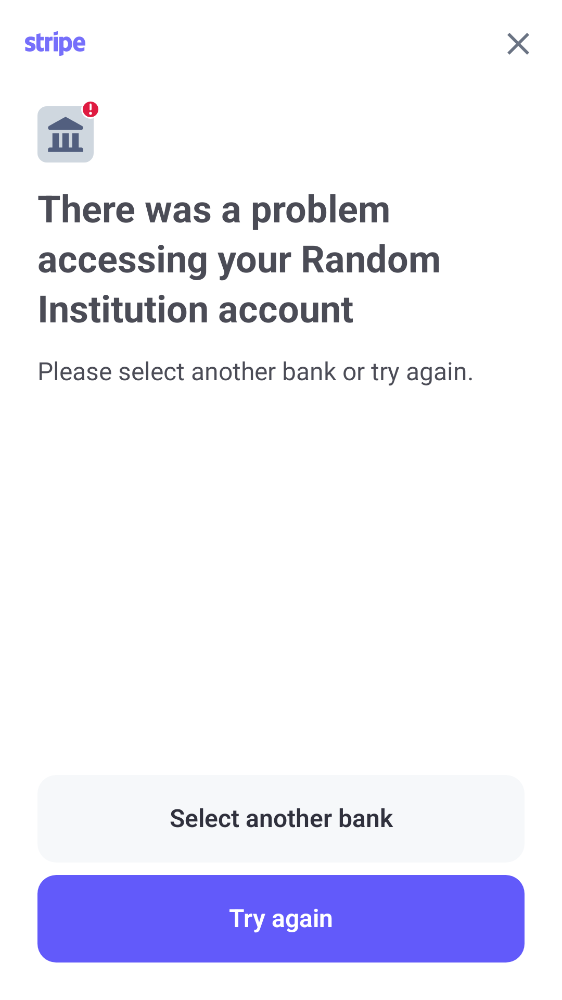 stripe
There was a problem
accessing your Random
Institution account
Please select another bank or try again.
Select another bank
Try again